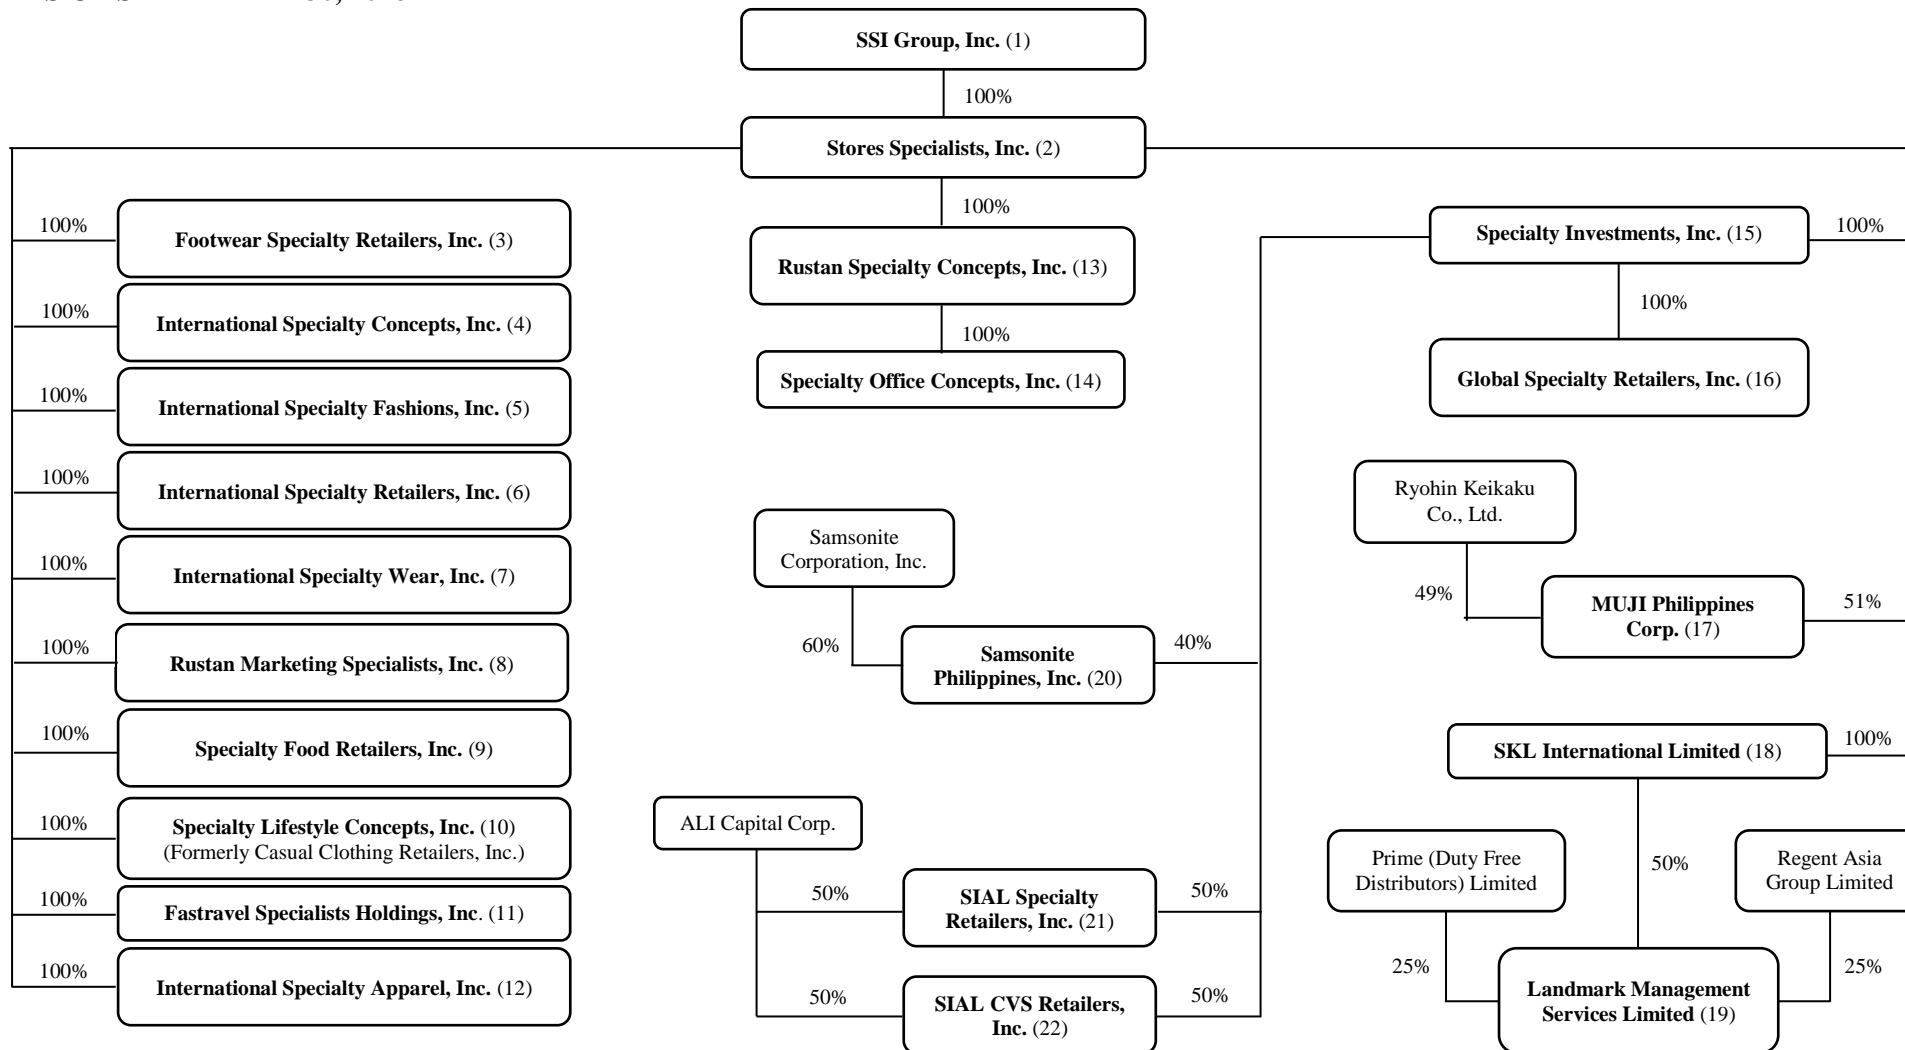 SSI Group, Inc. (1)
100%
Stores Specialists, Inc. (2)
100%
Footwear Specialty Retailers, Inc. (3)
100%
International Specialty Concepts, Inc. (4)
100%
International Specialty Fashions, Inc. (5)
100%
International Specialty Retailers, Inc. (6)
100%
International Specialty Wear, Inc. (7)
100%
Rustan Marketing Specialists, Inc. (8)
100%
Specialty Food Retailers, Inc. (9)
100%
Specialty Lifestyle Concepts, Inc. (10)
(Formerly Casual Clothing Retailers, Inc.)
100%
Fastravel Specialists Holdings, Inc. (11)
100%
International Specialty Apparel, Inc. (12)
100%
Rustan Specialty Concepts, Inc. (13)
100%
Specialty Office Concepts, Inc. (14)
Samsonite
Corporation, Inc.
60%
Samsonite
Philippines, Inc. (20)
40%
ALI Capital Corp.
50%
SIAL Specialty
Retailers, Inc. (21)
50%
50%
SIAL CVS Retailers,
Inc. (22)
50%
Specialty Investments, Inc. (15)
100%
100%
Global Specialty Retailers, Inc. (16)
Ryohin Keikaku
Co., Ltd.
49%
MUJI Philippines
Corp. (17)
51%
SKL International Limited (18)
100%
Prime (Duty Free
Distributors) Limited
50%
Regent Asia
Group Limited
25%
Landmark Management
Services Limited (19)
25%